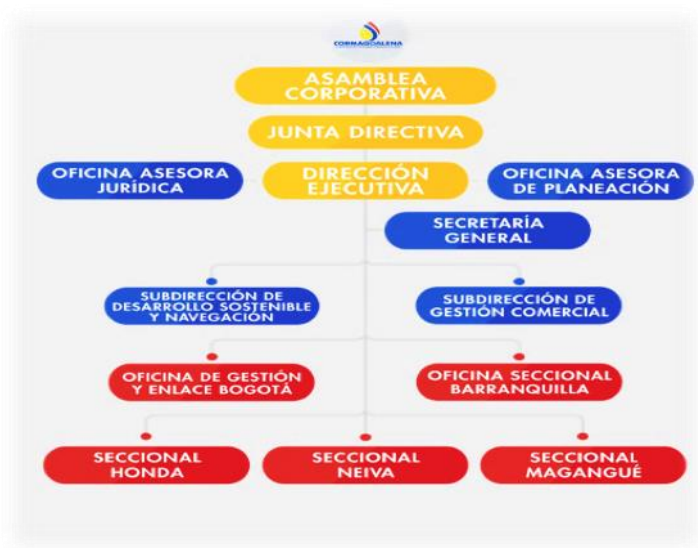 CORMAGDALENA
ASAMBLEA
CORPORATIVA
JUNTA DIRECTIVA
OFICINA ASESORA
JURÍDICA
DIRECCIÓN
EJECUTIVA
OFICINA ASESORA
DE PLANEACIÓN
SECRETARÍA
GENERAL
SUBDIRECCIÓN DE
DESARROLLO SOSTENIBLE
Y NAVEGACIÓN
SUBDIRECCIÓN DE
GESTIÓN COMERCIAL
OFICINA DE GESTIÓN
Y ENLACE BOGOTÁ
OFICINA SECCIONAL
BARRANQUILLA
SECCIONAL
HONDA
SECCIONAL
NEIVA
SECCIONAL
MAGANGUÉ